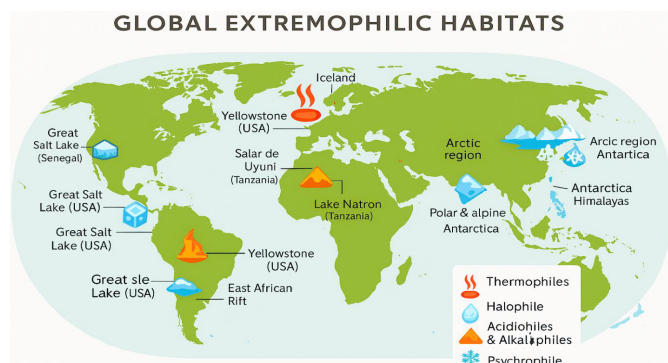 GLOBAL EXTREMOPHILIC HABITATS
Iceland
Yellowstone
(USA)
Great
Salt Lake
(Senegal)
Salar de
Uyuni
(Tanzania)
Arctic
region
Arcic region
Antartica
Great Salt
Lake (USA)
Lake Natron
(Tanzania)
Antarctica
Himalayas
Polar & alpine
Antarctica
Great Salt
Lake (USA)
Yellowstone
(USA)
Great sle
Lake (USA)
East African
Rift
Thermophiles
Halophile
Acidiohiles
& Alkaliphiles
Psychrophile